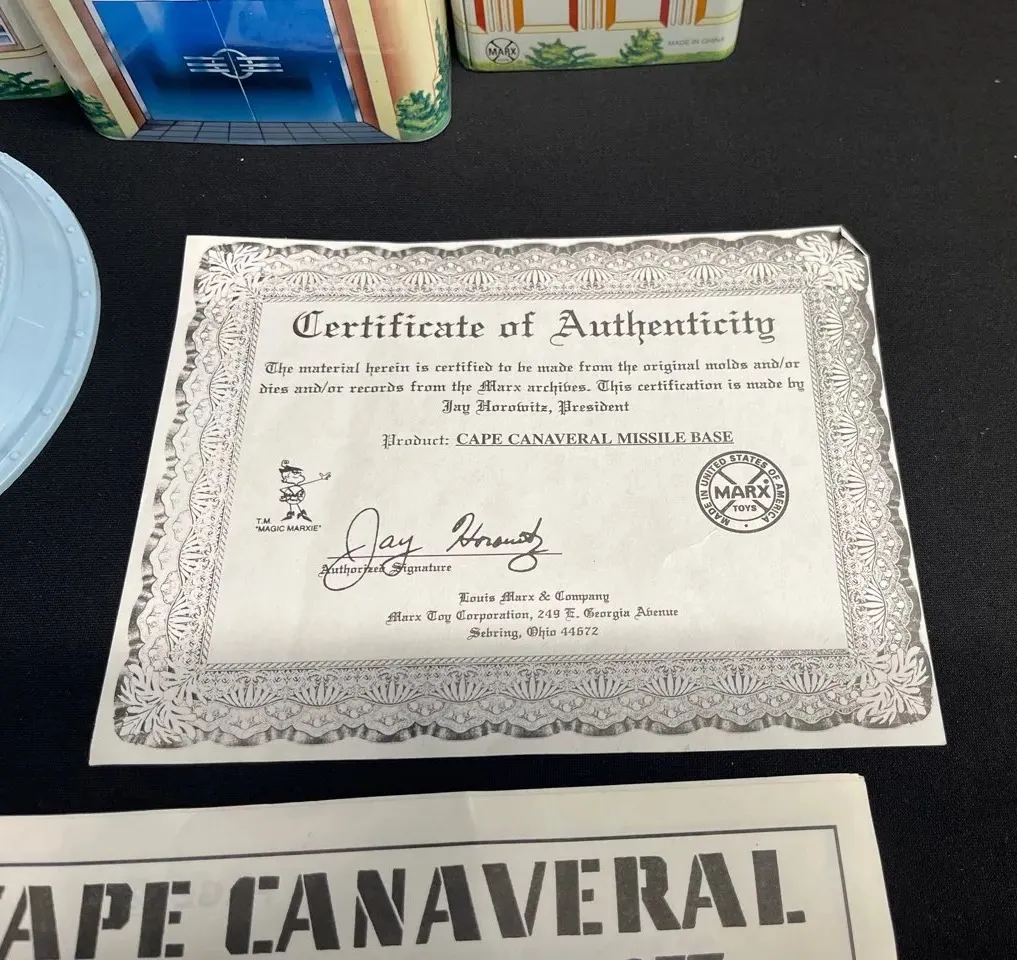 MARX
MADE IN CHINA
Certificate of Authenticity
The material herein is certified to be made from the original molds and/or
dies and/or records from the Marx archives. This certification is made by
Jay Horowitz, President
Product: CAPE CANAVERAL MISSILE BASE
MADE IN UNITED STATES OF AMERICA
MARX
TOYS
T.M.
"MAGIC MARXIE"
Jay Horowitz
Authorized Signature
Louis Marx & Company
Marx Toy Corporation, 249 E. Georgia Avenue
Sebring, Ohio 44672
CAPE CANAVERAL